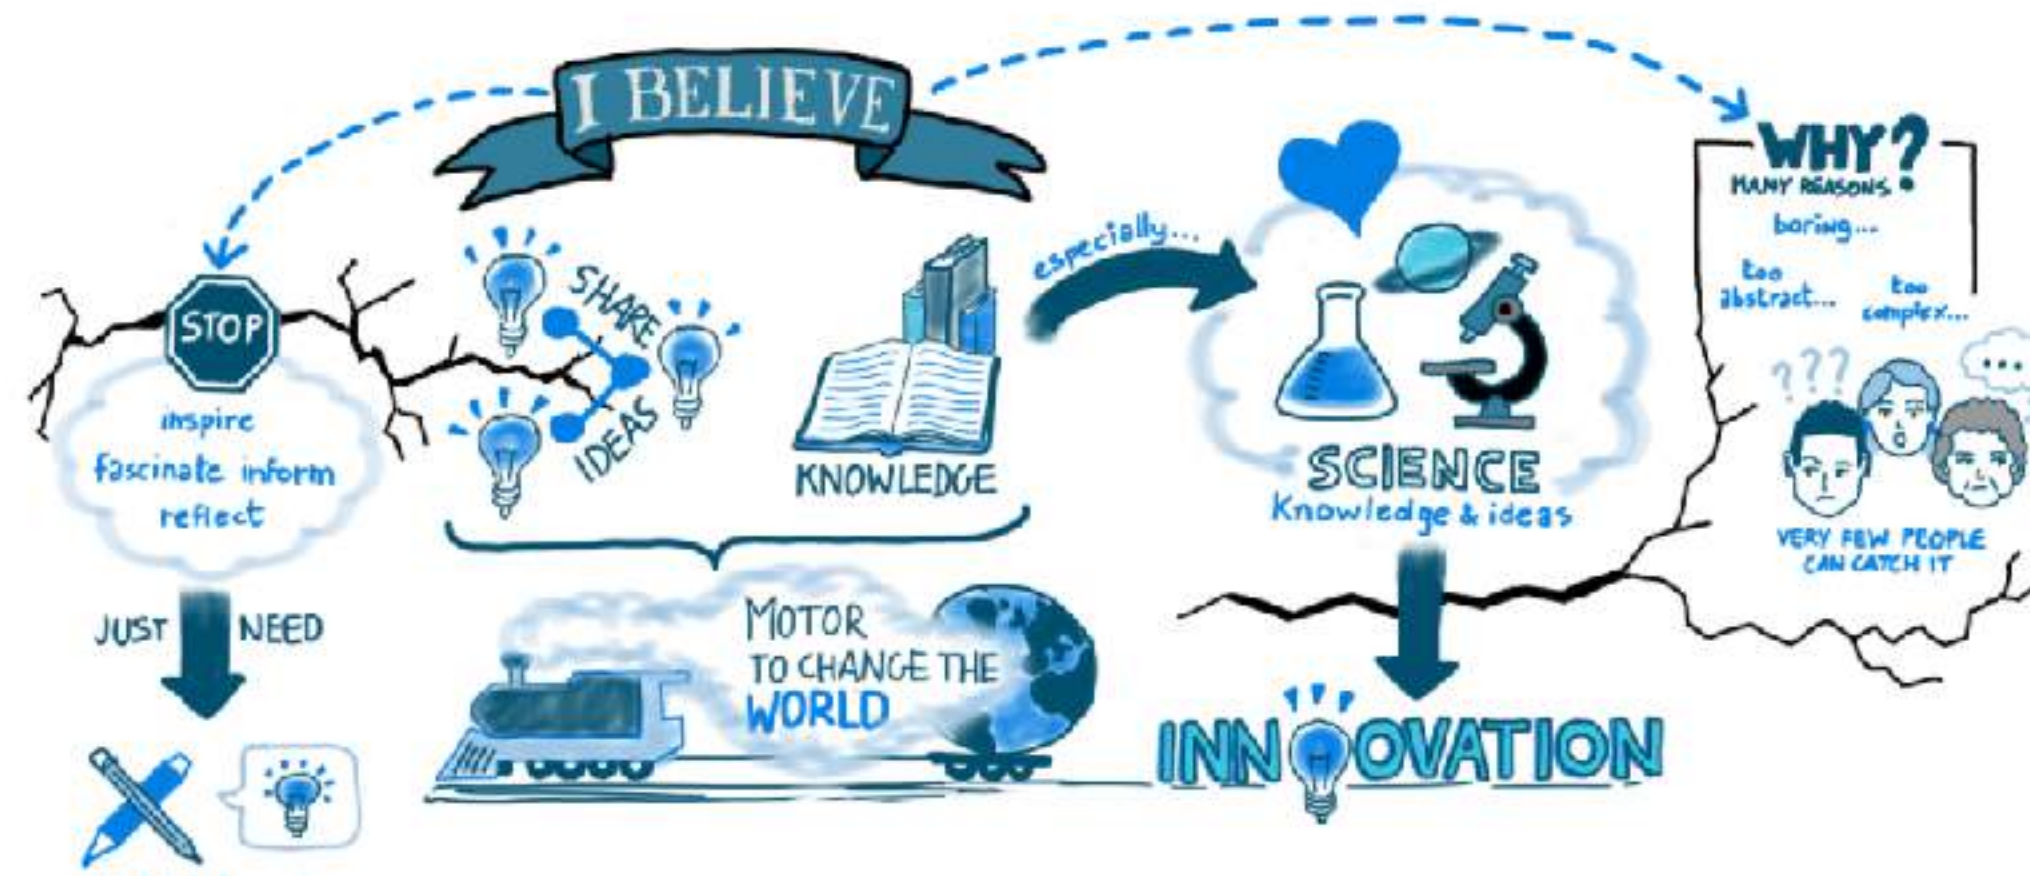 I BELIEVE
STOP
inspire
fascinate inform
reflect
JUST NEED
SHARE
IDEAS
KNOWLEDGE
MOTOR
TO CHANGE THE
WORLD
especially...
SCIENCE
Knowledge & ideas
INNOVATION
WHY?
MANY REASONS
boring...
too
abstract...
too
complex...
???
...
VERY FEW PEOPLE
CAN CATCH IT